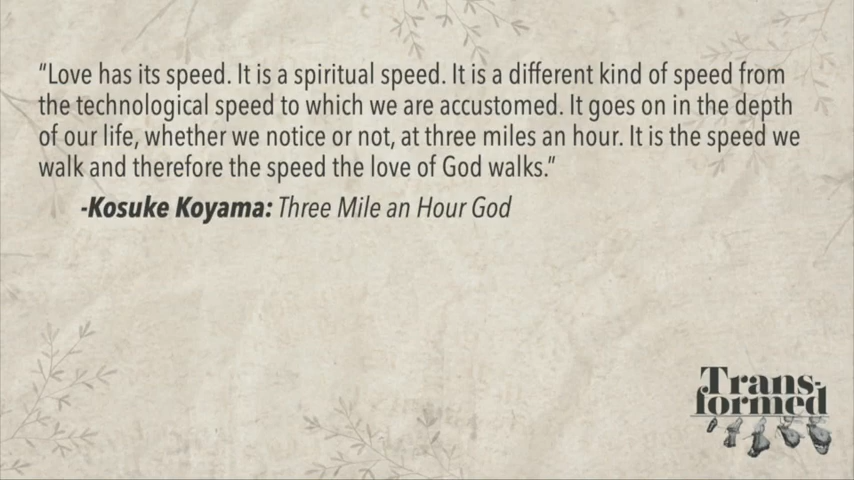 “Love has its speed. It is a spiritual speed. It is a different kind of speed from
the technological speed to which we are accustomed. It goes on in the depth
of our life, whether we notice or not, at three miles an hour. It is the speed we
walk and therefore the speed the love of God walks.”
-Kosuke Koyama: Three Mile an Hour God
Trans-
formed